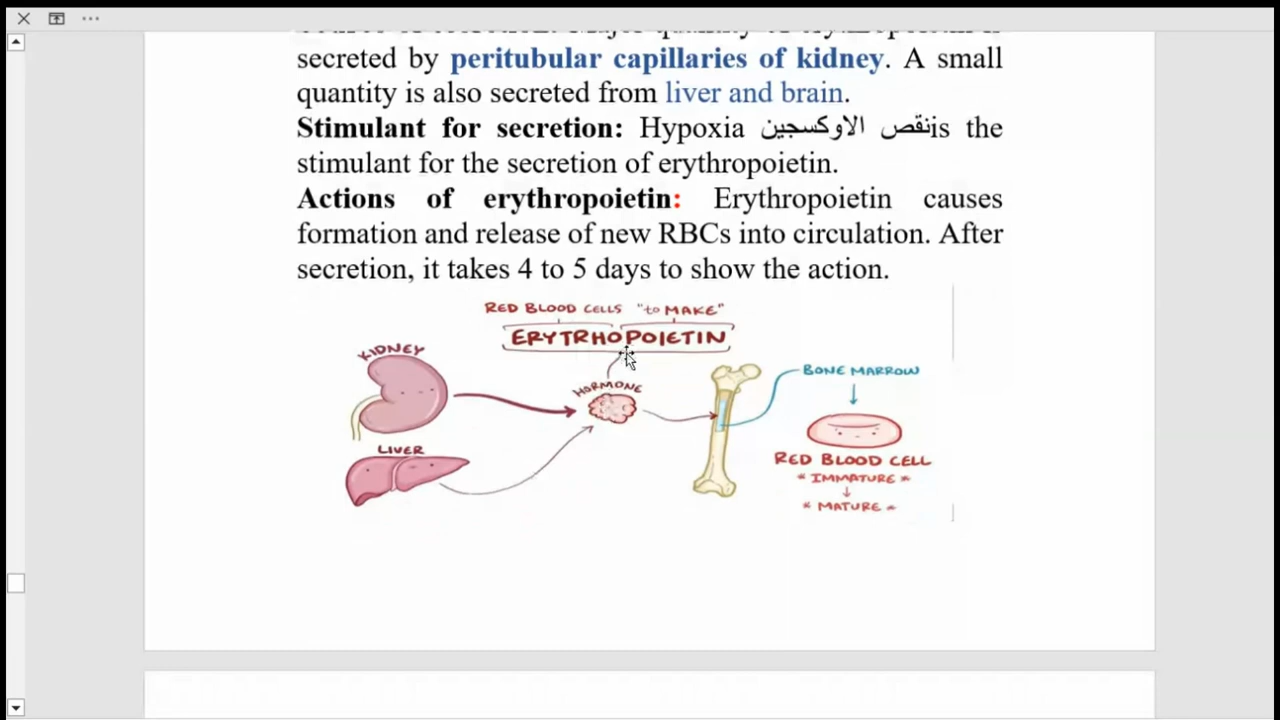 secreted by peritubular capillaries of kidney. A small
quantity is also secreted from liver and brain.
Stimulant for secretion: Hypoxia نقص الاوكسجين is the
stimulant for the secretion of erythropoietin.
Actions of erythropoietin: Erythropoietin causes
formation and release of new RBCs into circulation. After
secretion, it takes 4 to 5 days to show the action.
RED BLOOD CELLS "to MAKE"
ERYTRHOPOIETIN
KIDNEY
HORMONE
BONE MARROW
LIVER
RED BLOOD CELL
* IMMATURE *
* MATURE *